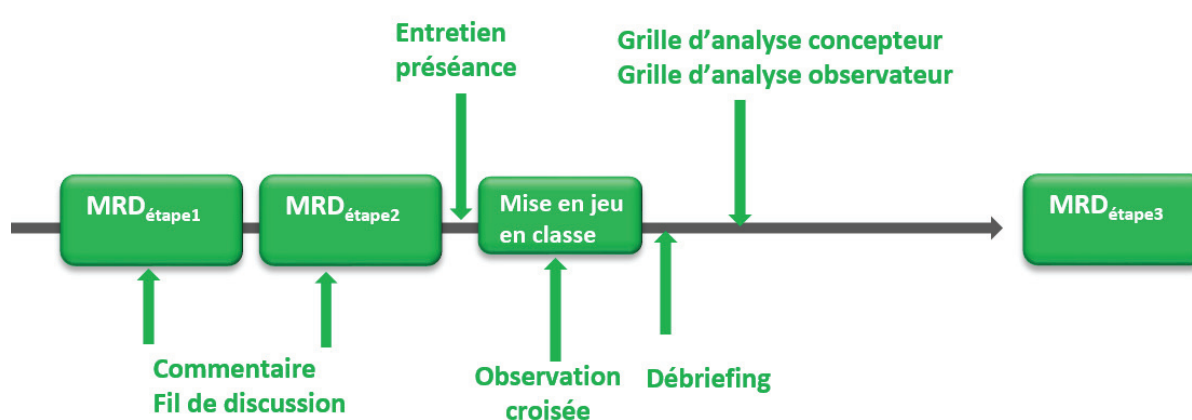 Entretien
préséance
Grille d’analyse concepteur
Grille d’analyse observateur
MRDétape1
MRDétape2
Mise en jeu
en classe
MRDétape3
Commentaire
Fil de discussion
Observation
croisée
Débriefing